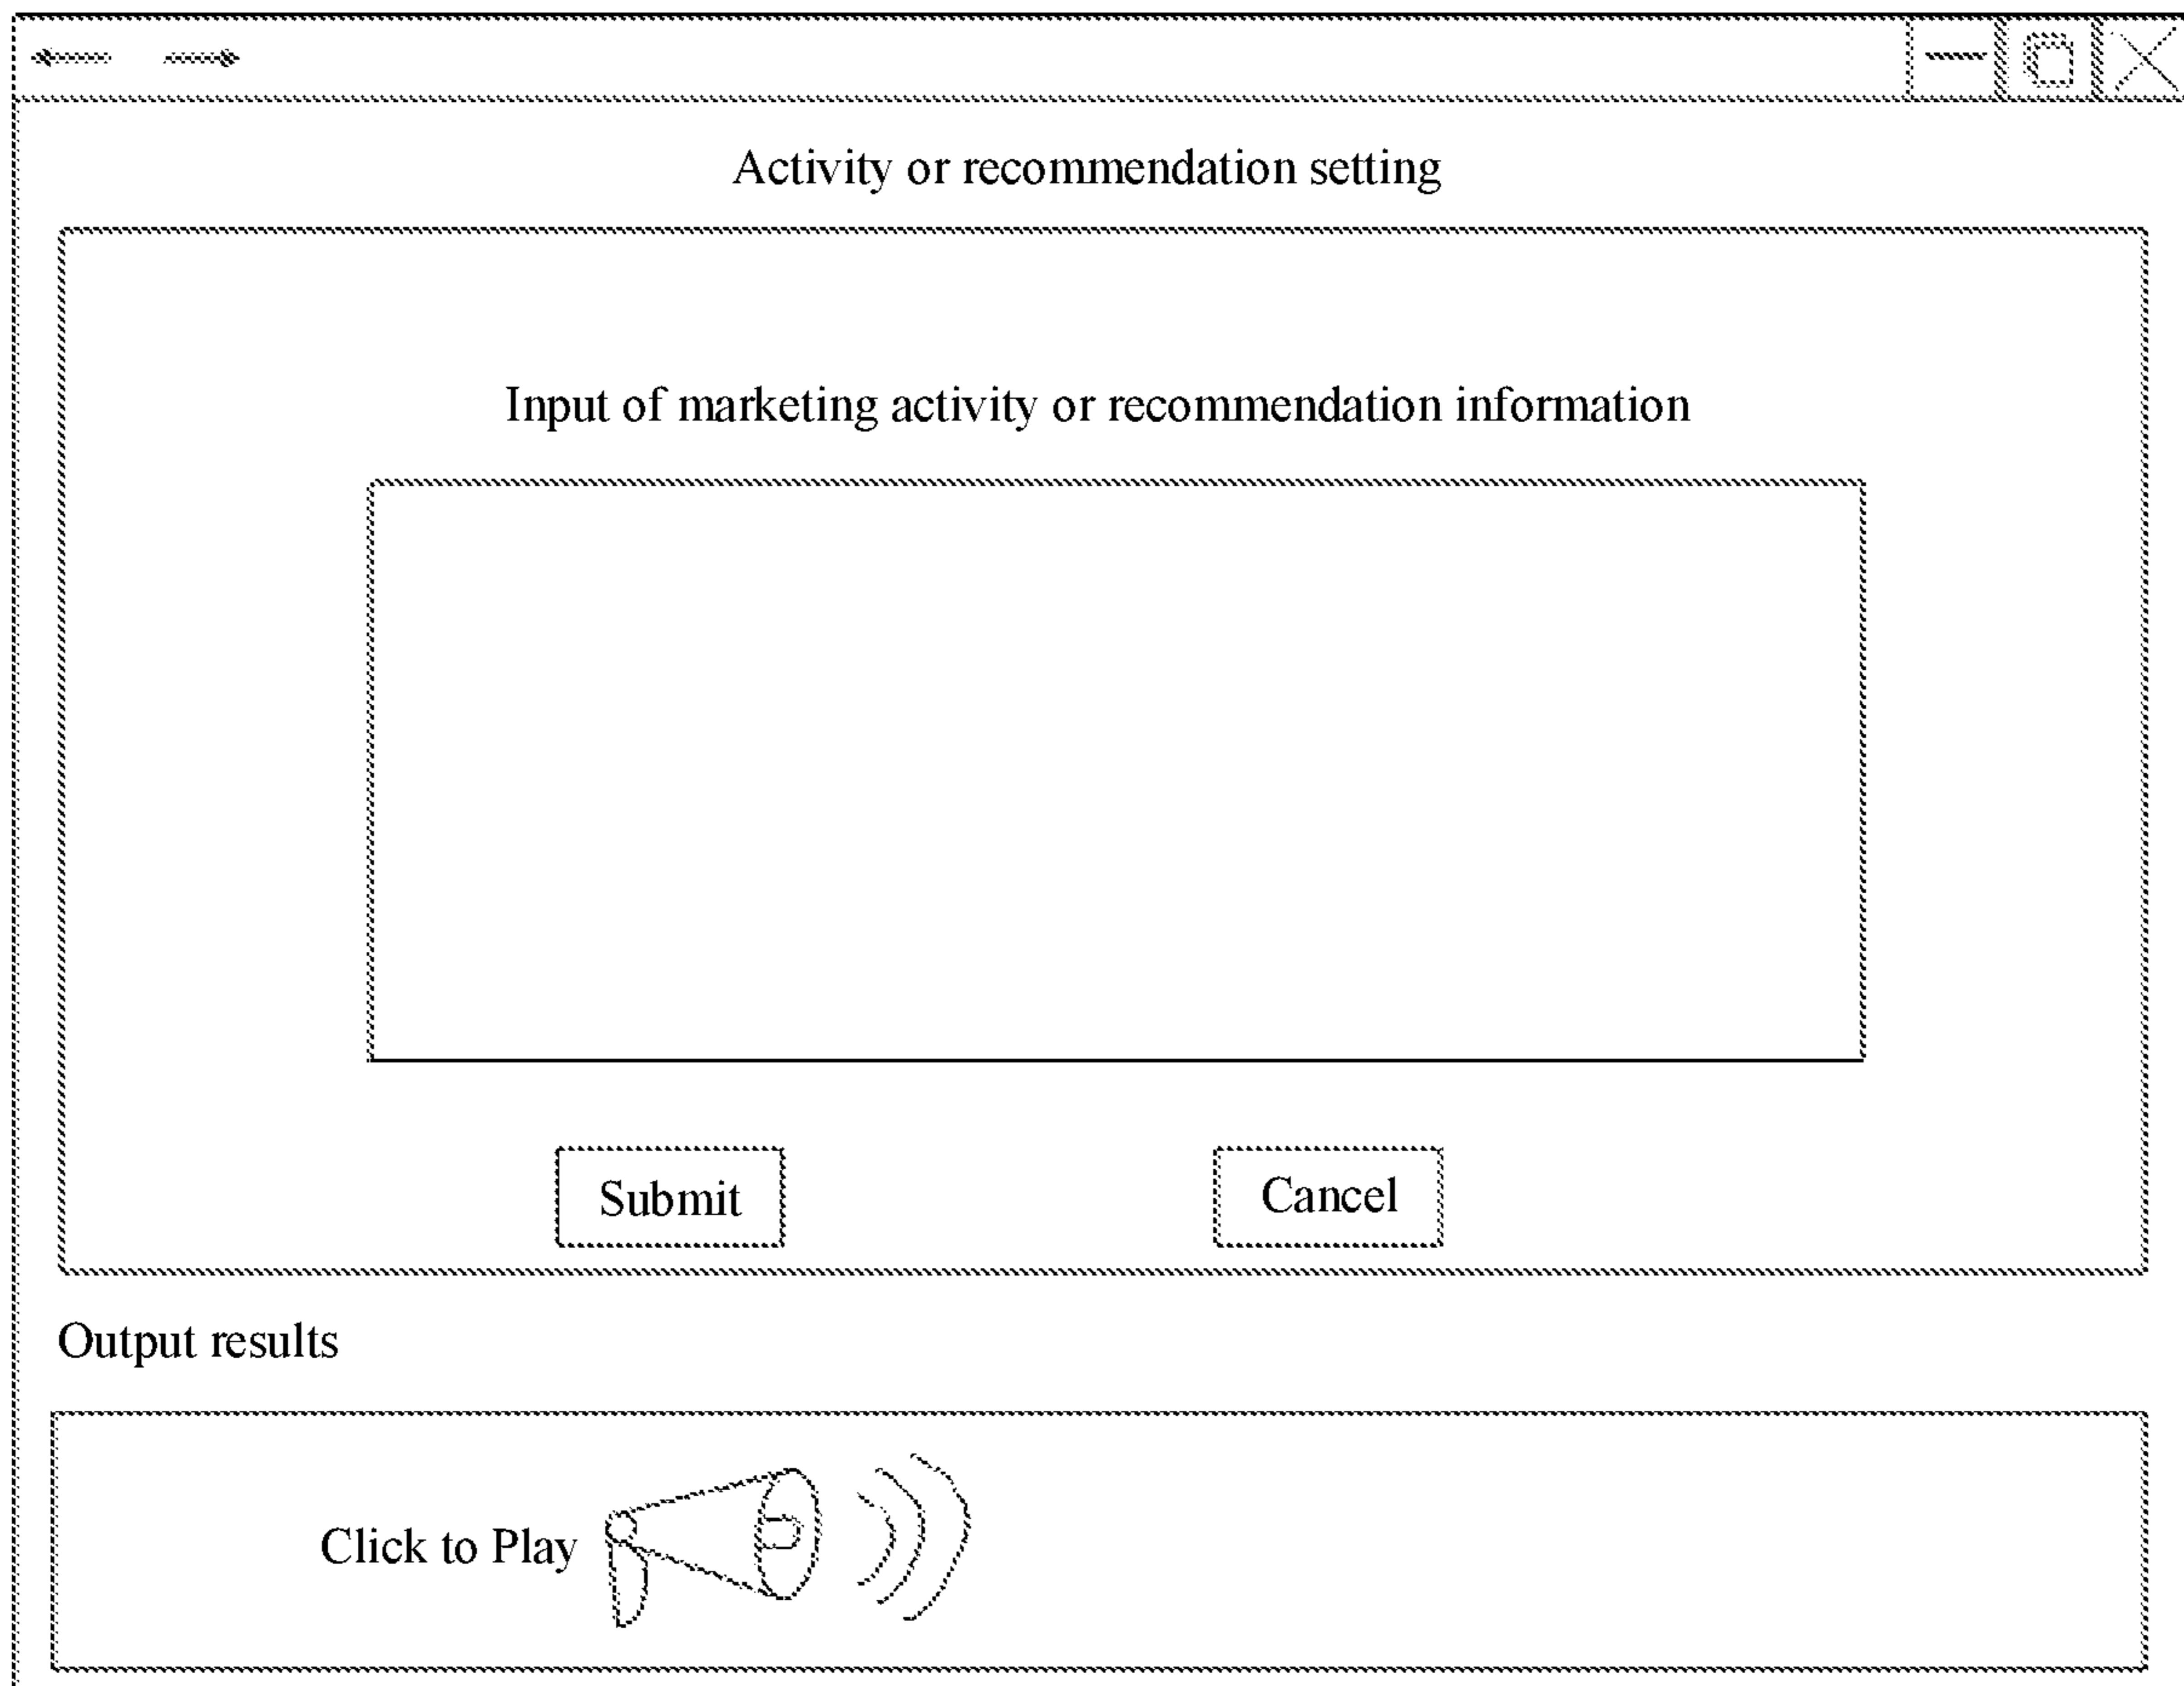 Activity or recommendation setting
Input of marketing activity or recommendation information
Submit
Cancel
Output results
Click to Play